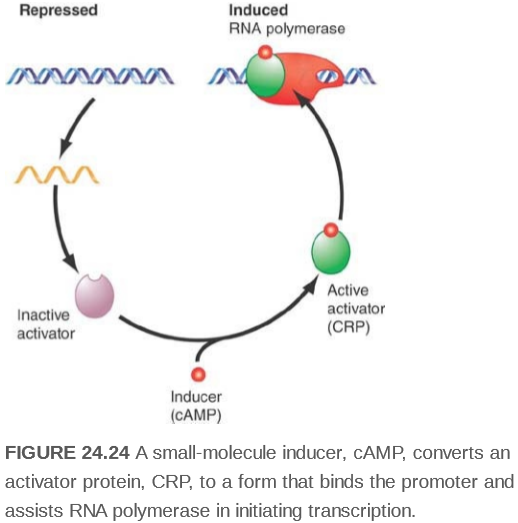 Repressed
Induced
RNA polymerase
Inactive
activator
Active
activator
(CRP)
Inducer
(cAMP)
FIGURE 24.24 A small-molecule inducer, cAMP, converts an
activator protein, CRP, to a form that binds the promoter and
assists RNA polymerase in initiating transcription.